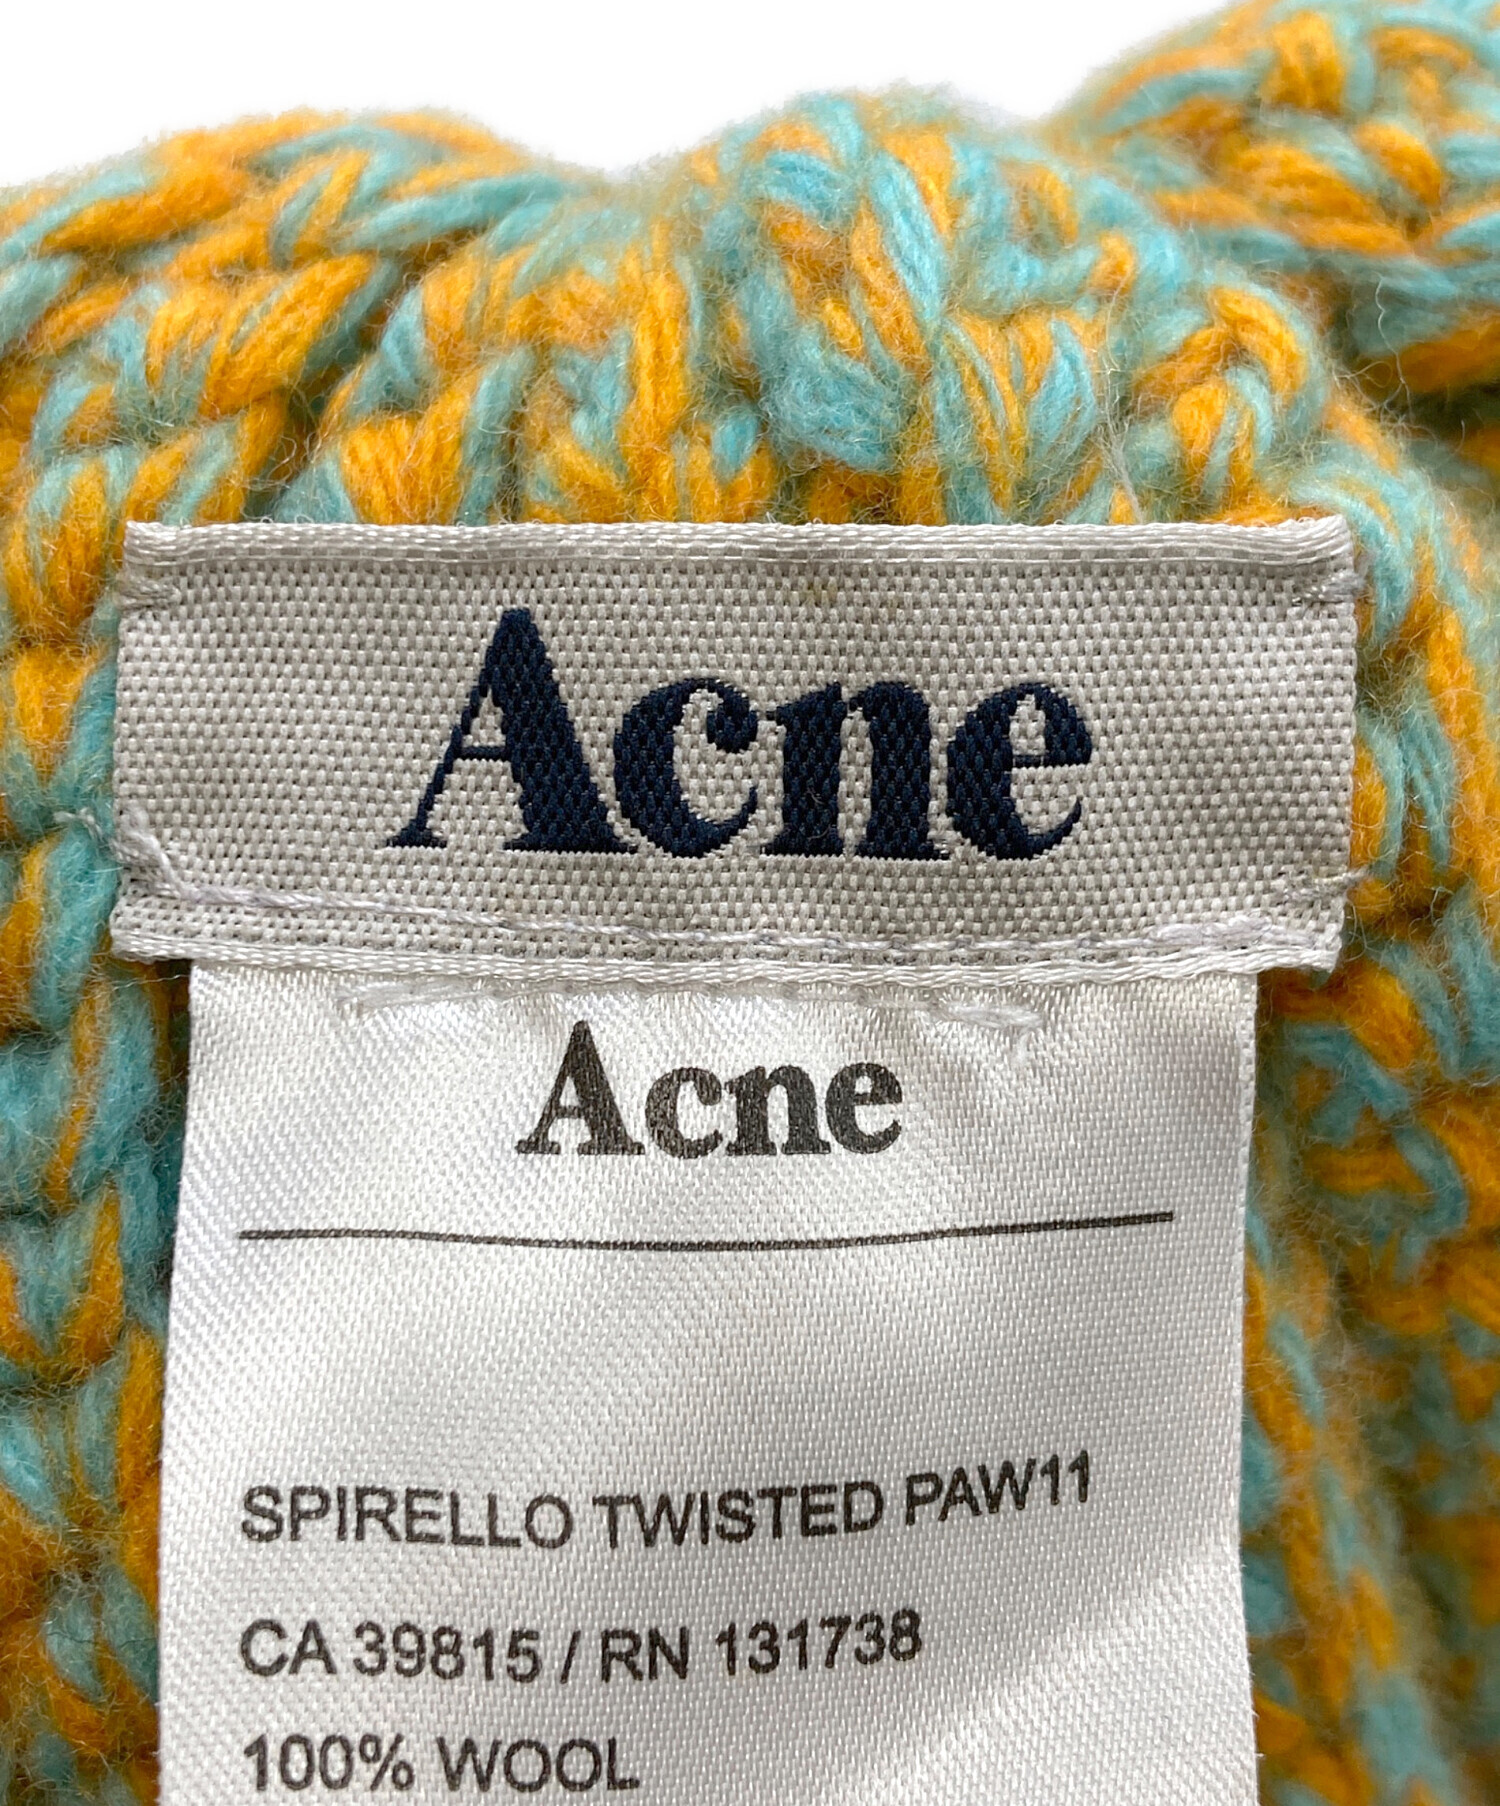 Acne
Acne
SPIRELLO TWISTED PAW11
CA 39815 / RN 131738
100% WOOL